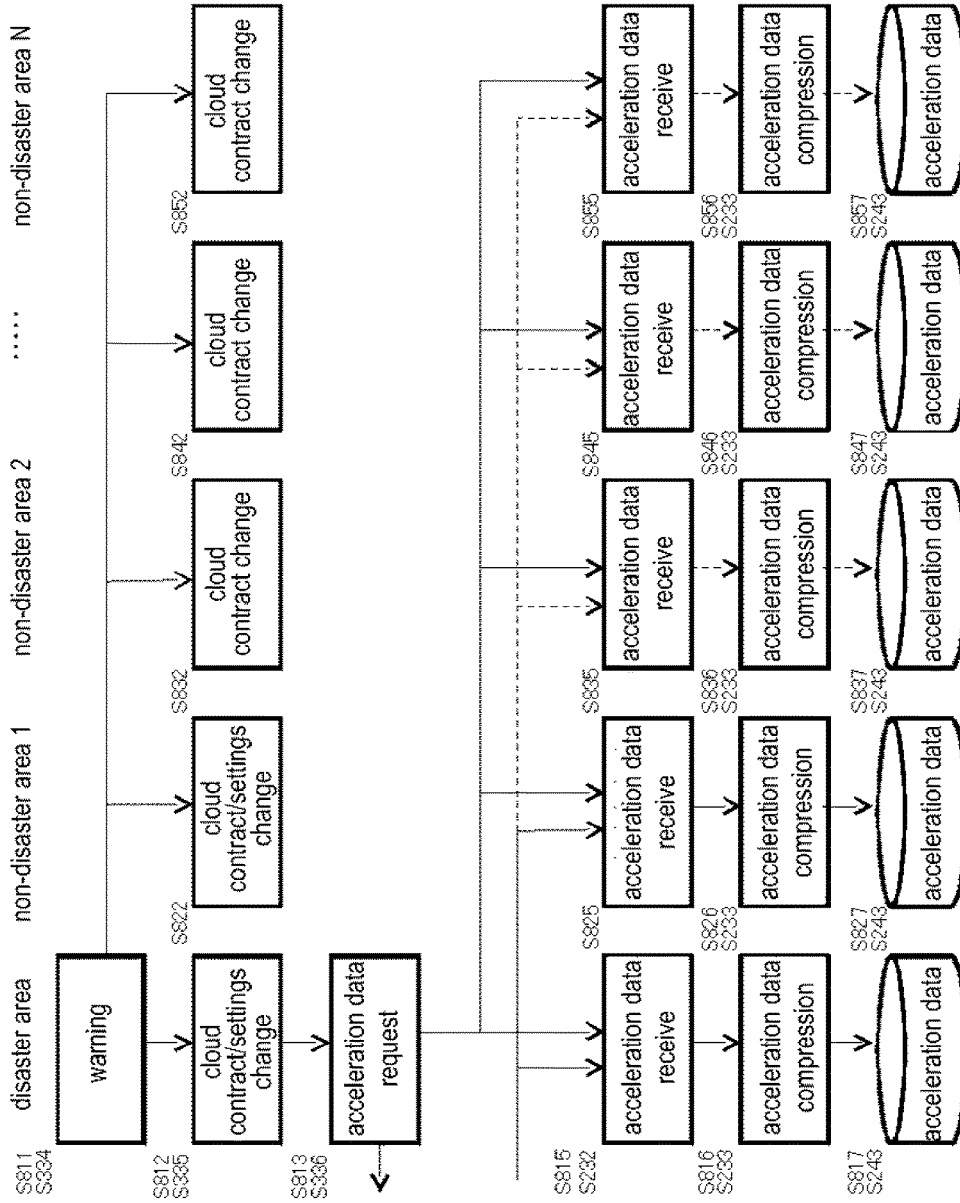 disaster area
non-disaster area 1
non-disaster area 2
.....
non-disaster area N
S811
S334
warning
S812
S335
cloud
contract/settings
change
S822
cloud
contract/settings
change
S832
cloud
contract change
S842
cloud
contract change
S852
cloud
contract change
S813
S336
acceleration data
request
S815
S232
acceleration data
receive
S825
acceleration data
receive
S835
acceleration data
receive
S845
acceleration data
receive
S855
acceleration data
receive
S816
S233
acceleration data
compression
S826
S233
acceleration data
compression
S836
S233
acceleration data
compression
S846
S233
acceleration data
compression
S856
S233
acceleration data
compression
S817
S243
acceleration data
S827
S243
acceleration data
S837
S243
acceleration data
S847
S243
acceleration data
S857
S243
acceleration data